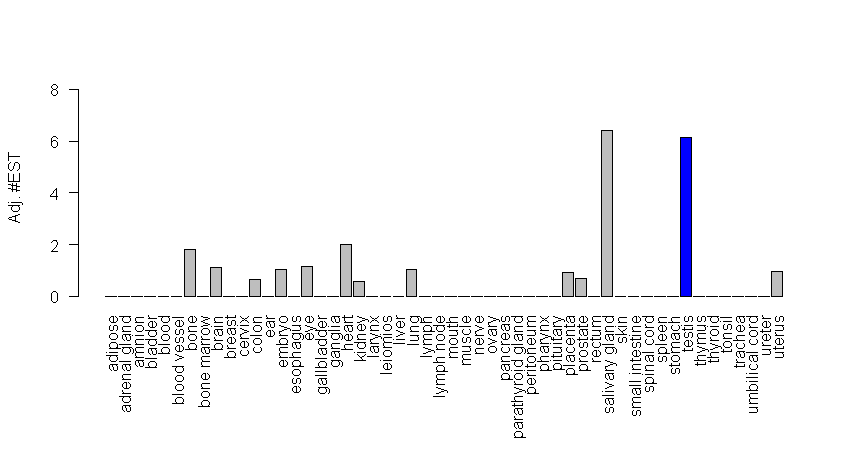 8
6
4
2
0
Adj. #EST
adipose
adrenal gland
amnion
bladder
blood
blood vessel
bone
bone marrow
brain
breast
cervix
colon
ear
embryo
esophagus
eye
gallbladder
ganglia
heart
kidney
larynx
leiomios
liver
lung
lymph
lymph node
mouth
muscle
nerve
ovary
pancreas
parathyroid gland
peritoneum
pharynx
pituitary
placenta
prostate
rectum
salivary gland
skin
small intestine
spinal cord
spleen
stomach
testis
thymus
thyroid
tonsil
trachea
umbilical cord
ureter
uterus